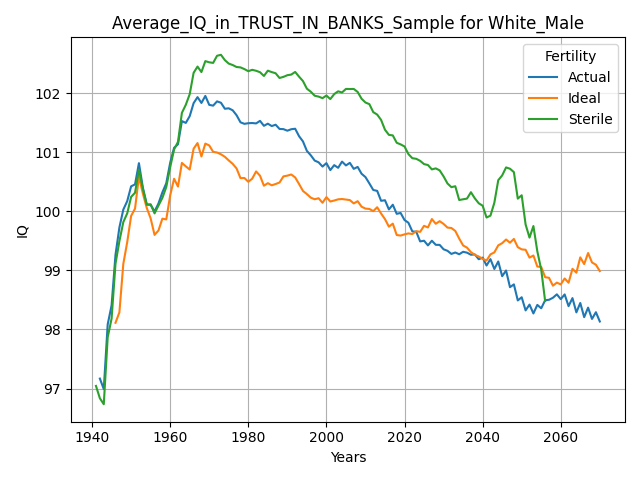 Average_IQ_in_TRUST_IN_BANKS_Sample for White_Male
Fertility
Actual
Ideal
Sterile
IQ
102
101
100
99
98
97
1940
1960
1980
2000
2020
2040
2060
Years